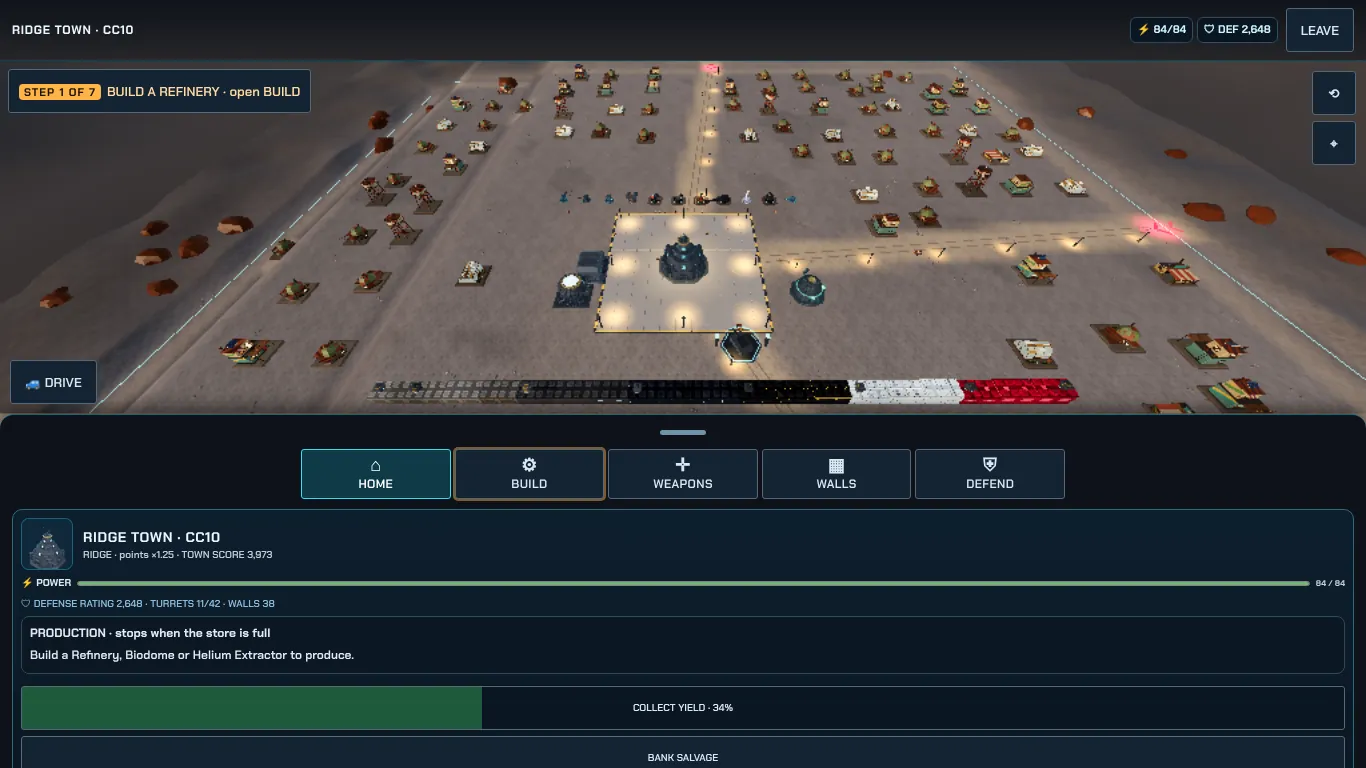 RIDGE TOWN · CC10
⚡ 84/84
🛡 DEF 2,648
LEAVE
STEP 1 OF 7 BUILD A REFINERY · open BUILD
DRIVE
HOME
BUILD
WEAPONS
WALLS
DEFEND
RIDGE TOWN · CC10
RIDGE · points ×1.25 · TOWN SCORE 3,973
⚡ POWER
84 / 84
🛡 DEFENSE RATING 2,648 · TURRETS 11/42 · WALLS 38
PRODUCTION · stops when the store is full
Build a Refinery, Biodome or Helium Extractor to produce.
COLLECT YIELD · 34%
BANK SALVAGE